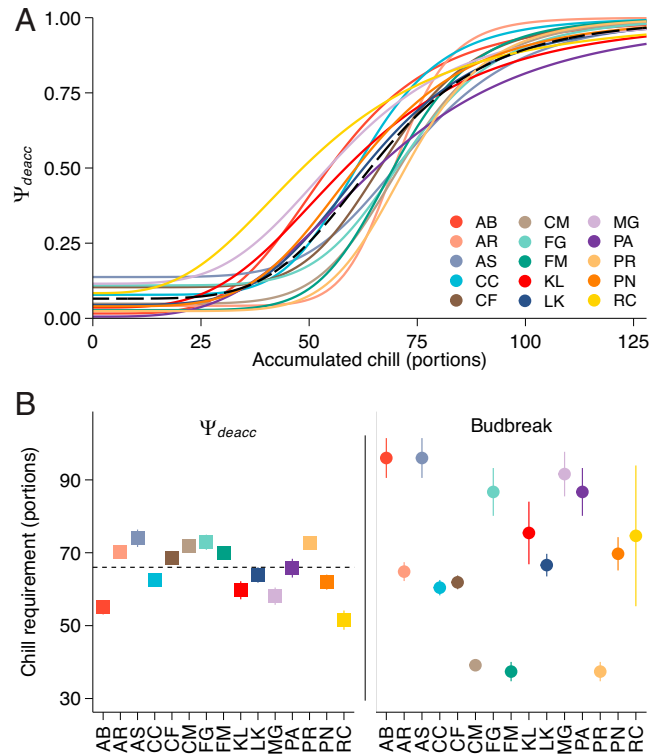 A
1.00
0.75
0.50
0.25
0.00
Ψdeacc
0 25 50 75 100 125
Accumulated chill (portions)
AB CM MG
AR FG PA
AS FM PR
CC KL PN
CF LK RC
B
Ψdeacc Budbreak
90
70
50
30
Chill requirement (portions)
AB AR AS CC CF CM FG FM KL LK MG PA PR PN RC AB AR AS CC CF CM FG FM KL LK MG PA PR PN RC